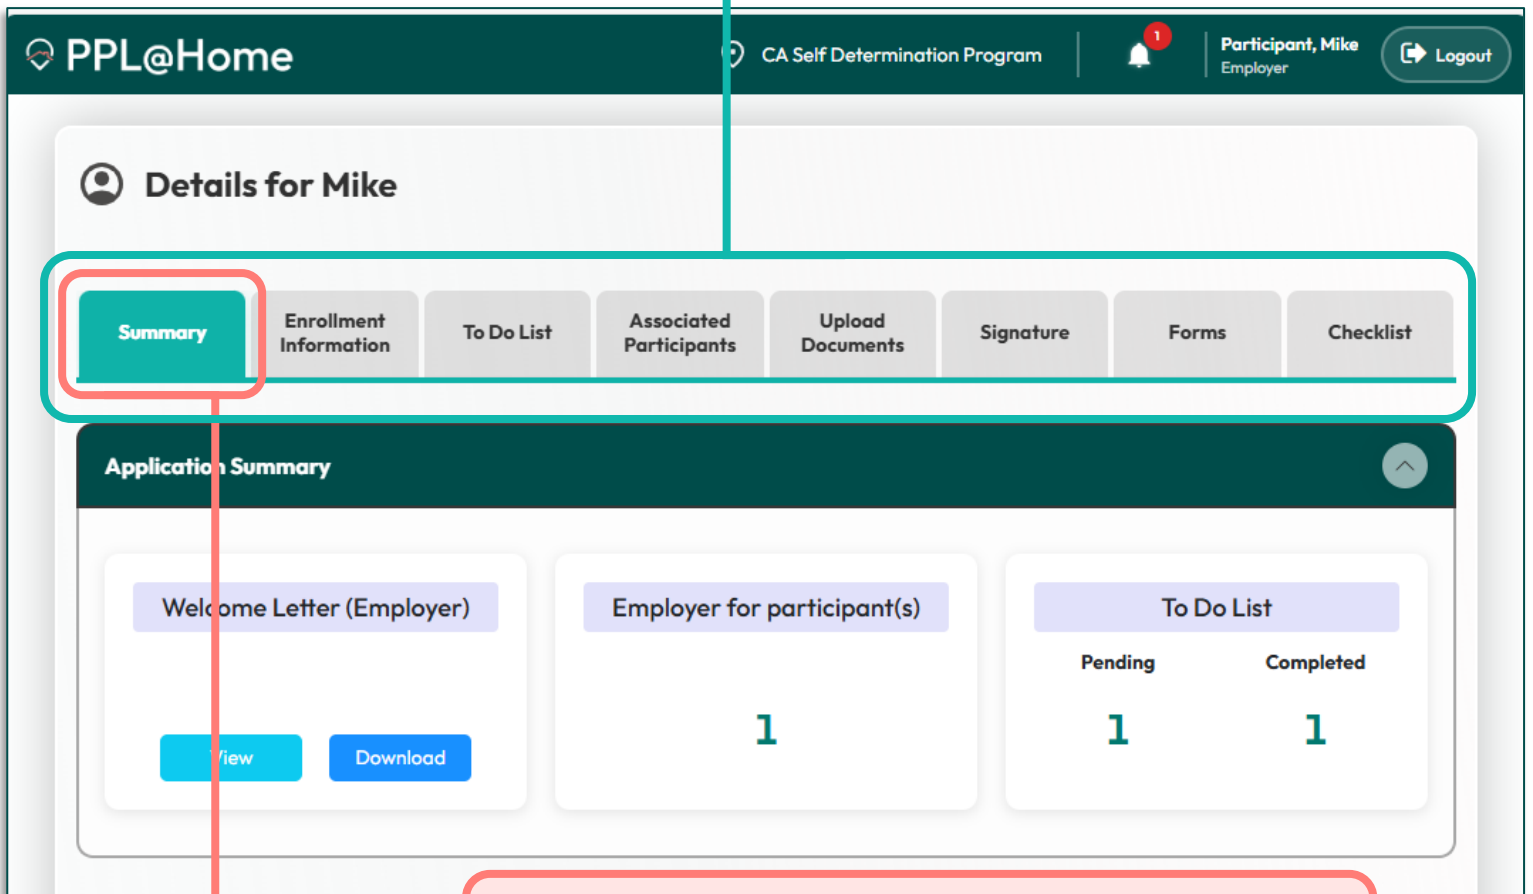 PPL@Home
CA Self Determination Program
1
Participant, Mike
Employer
Logout
Details for Mike
Summary
Enrollment
Information
To Do List
Associated
Participants
Upload
Documents
Signature
Forms
Checklist
Application Summary
Welcome Letter (Employer)
View
Download
Employer for participant(s)
1
To Do List
Pending
Completed
1
1